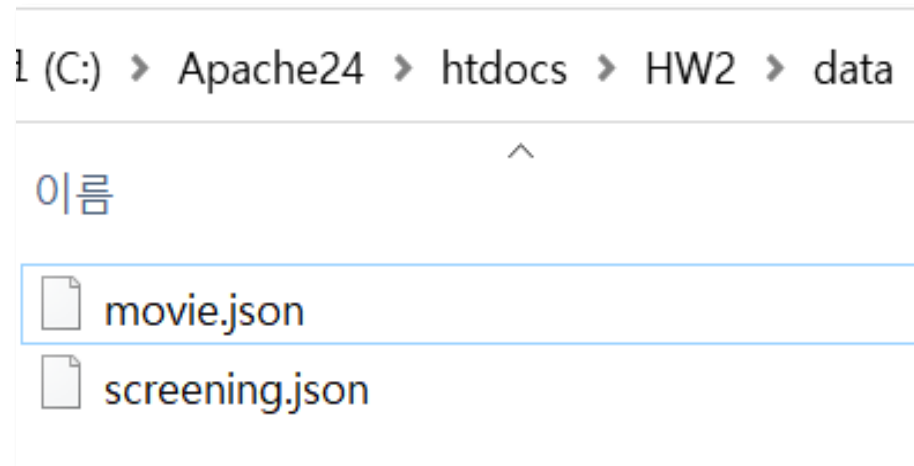 (C:) > Apache24 > htdocs > HW2 > data
이름
movie.json
screening.json